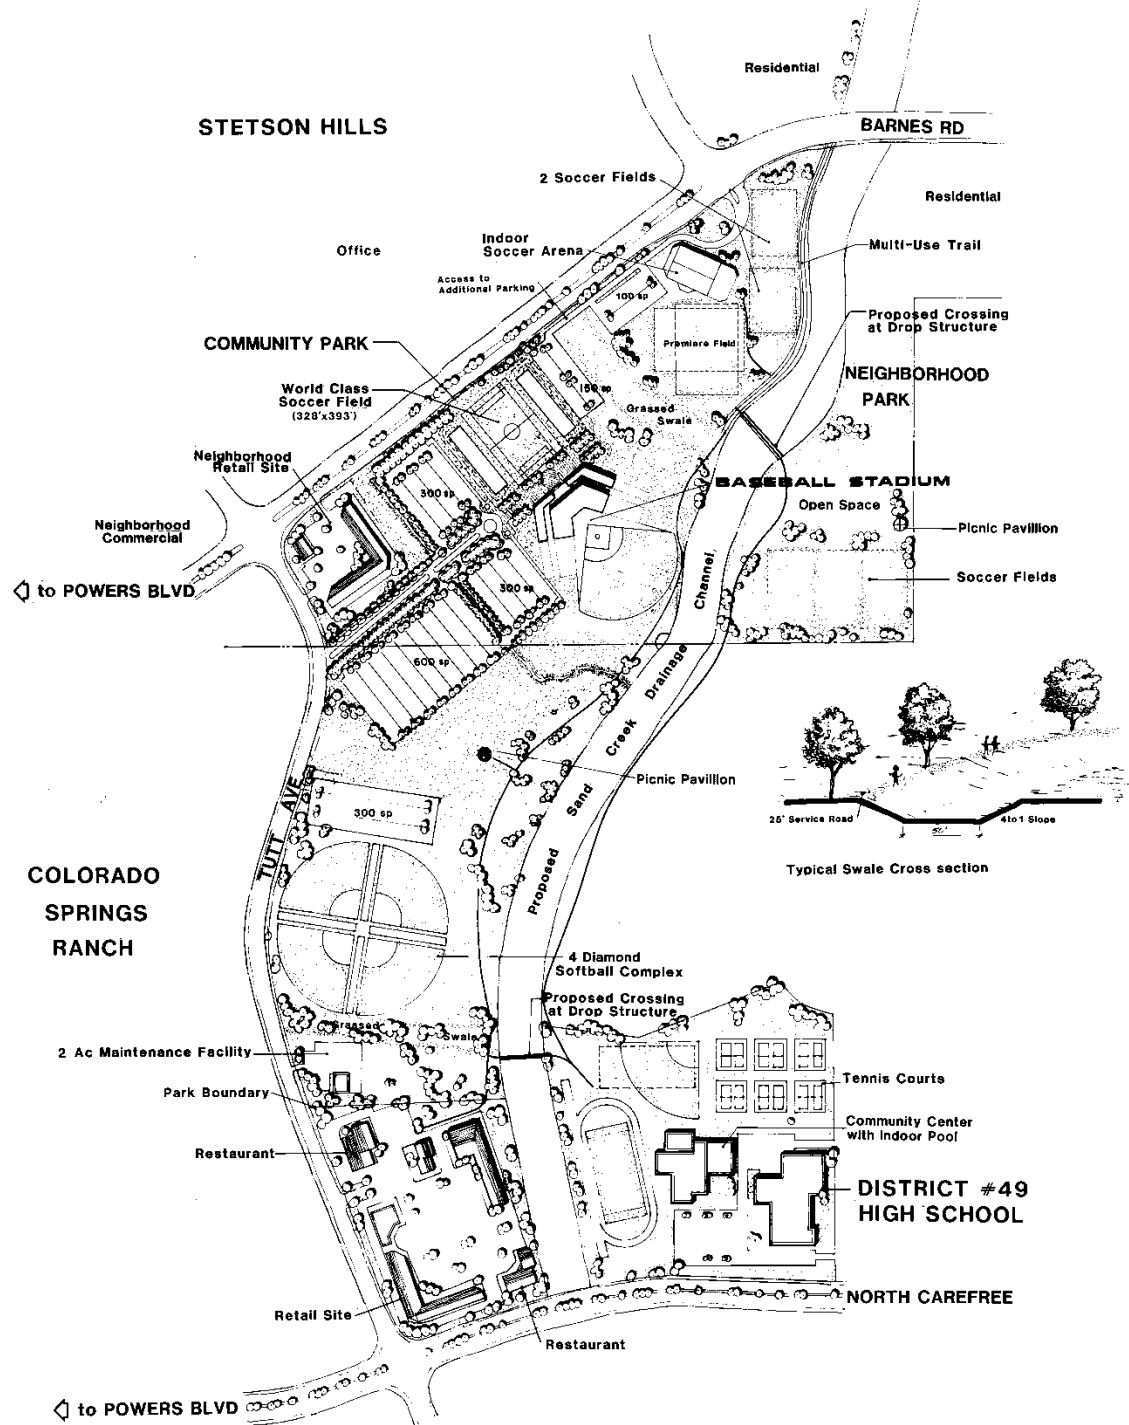 Residential
STETSON HILLS
BARNES RD
2 Soccer Fields
Residential
Indoor
Soccer Arena
Office
Multi-Use Trail
Access to
Additional Parking
100 sp
Proposed Crossing
at Drop Structure
COMMUNITY PARK
Premiere Field
NEIGHBORHOOD
PARK
World Class
Soccer Field
(328'x393')
150 sp
Grassed
Swale
Neighborhood
Retail Site
300 sp
BASEBALL STADIUM
Open Space
Neighborhood
Commercial
Picnic Pavillion
Soccer Fields
to POWERS BLVD
300 sp
600 sp
Proposed Sand Creek Drainage Channel
Picnic Pavillion
TUTT AVE
300 sp
25' Service Road
50'
4to1 Slope
Typical Swale Cross section
COLORADO
SPRINGS
RANCH
4 Diamond
Softball Complex
Proposed Crossing
at Drop Structure
Grassed
Swale
2 Ac Maintenance Facility
Tennis Courts
Park Boundary
Community Center
with Indoor Pool
Restaurant
DISTRICT #49
HIGH SCHOOL
NORTH CAREFREE
Retail Site
Restaurant
to POWERS BLVD